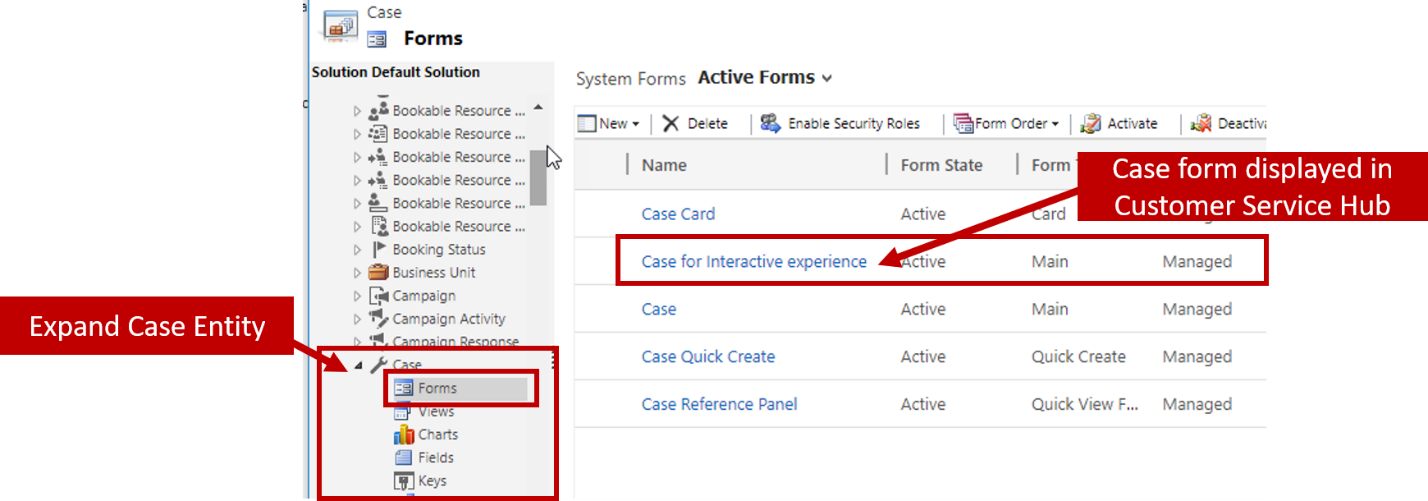 Case
Forms
Solution Default Solution
Bookable Resource ...
Bookable Resource ...
Bookable Resource ...
Bookable Resource ...
Bookable Resource ...
Bookable Resource ...
Booking Status
Business Unit
Campaign
Campaign Activity
Campaign Response
Case
Forms
Views
Charts
Fields
Keys
Expand Case Entity
System Forms Active Forms
New Delete Enable Security Roles Form Order Activate Deactiva
Name Form State Form
Case form displayed in
Customer Service Hub
Case Card Active Card
Case for Interactive experience Active Main Managed
Case Active Main Managed
Case Quick Create Active Quick Create Managed
Case Reference Panel Active Quick View F... Managed